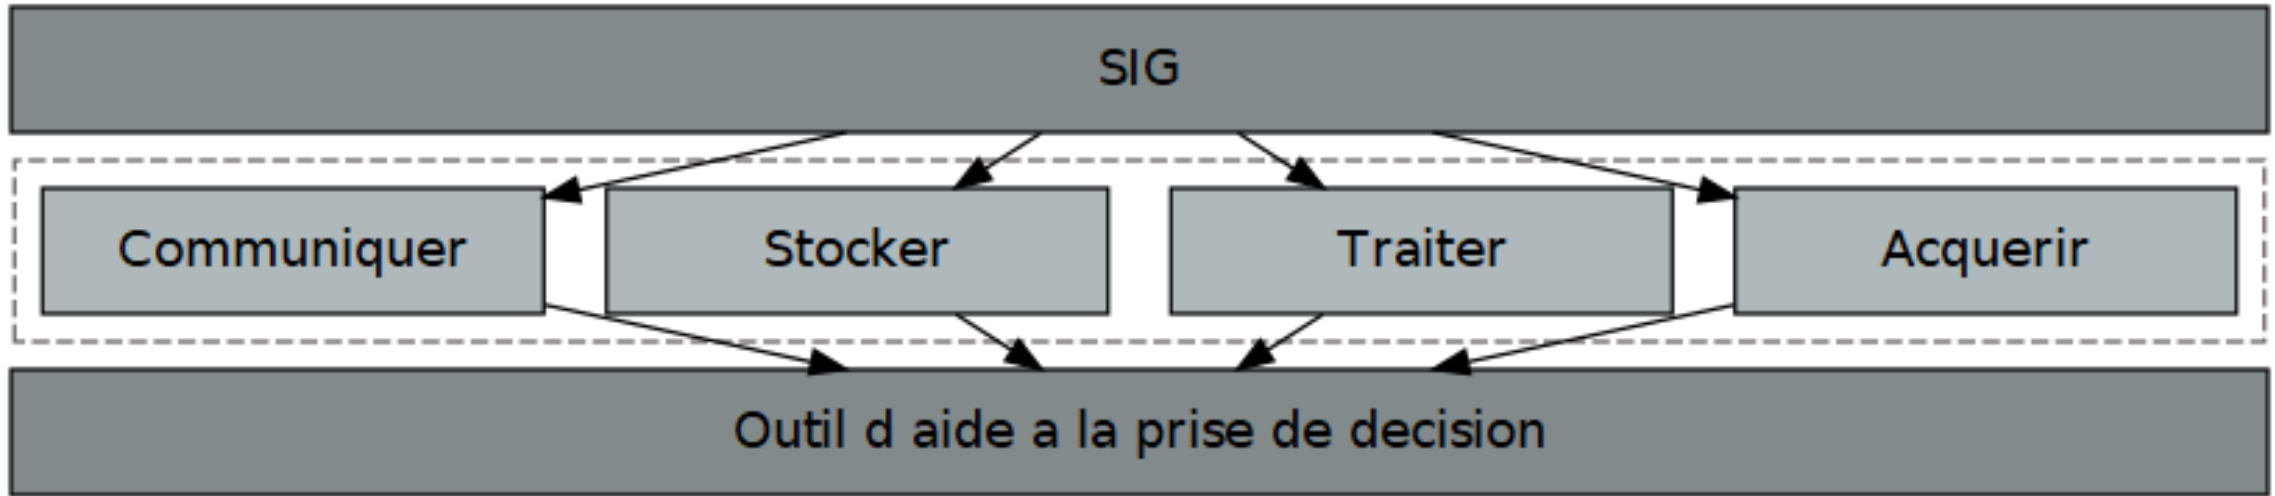 SIG
Communiquer
Stocker
Traiter
Acquerir
Outil d aide a la prise de decision